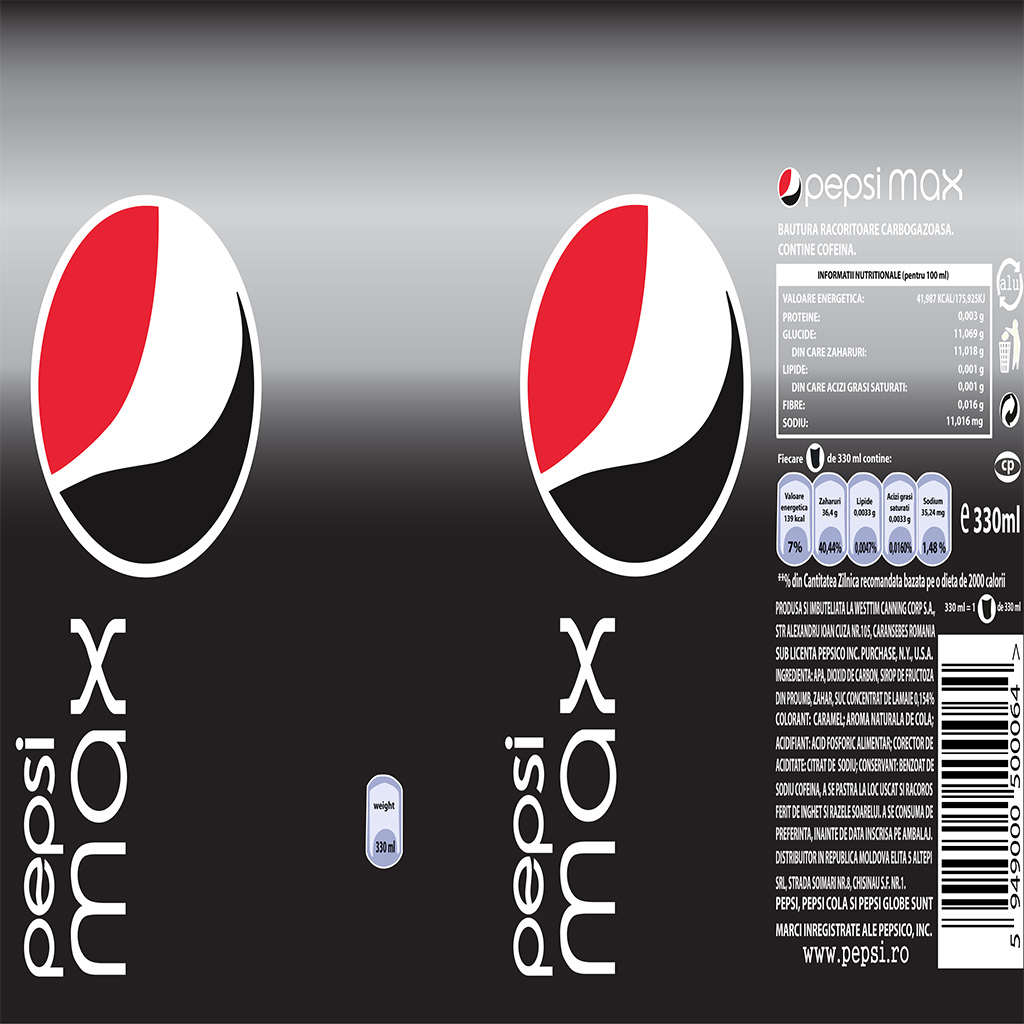 pepsi
max
weight
330 ml
pepsi
max
pepsi max
BAUTURA RACORITOARE CARBOGAZOASA.
CONTINE COFEINA.
INFORMATII NUTRITIONALE (pentru 100 ml)
VALOARE ENERGETICA: 41,987 KCAL/175,925KJ
PROTEINE: 0,003 g
GLUCIDE: 11,069 g
DIN CARE ZAHARURI: 11,018 g
LIPIDE: 0,001 g
DIN CARE ACIZI GRASI SATURATI: 0,001 g
FIBRE: 0,016 g
SODIU: 11,016 mg
alu
cp
Fiecare de 330 ml contine:
Valoare energetica 139 kcal 7%
Zaharuri 36,4 g 40,44%
Lipide 0,0033 g 0,0047%
Acizi grasi saturati 0,0033 g 0,0160%
Sodium 35,24 mg 1,48 %
e 330ml
**% din Cantitatea Zilnica recomandata bazata pe o dieta de 2000 calorii
330 ml = 1 de 330 ml
PRODUSA SI IMBUTELIATA LA WESTTIM CANNING CORP S.A.,
STR ALEXANDRU IOAN CUZA NR.105, CARANSEBES ROMANIA
SUB LICENTA PEPSICO INC. PURCHASE, N.Y., U.S.A.
INGREDIENTA: APA, DIOXID DE CARBON, SIROP DE FRUCTOZA
DIN PROUMB, ZAHAR, SUC CONCENTRAT DE LAMAIE 0,154%
COLORANT: CARAMEL; AROMA NATURALA DE COLA;
ACIDIFIANT: ACID FOSFORIC ALIMENTAR; CORECTOR DE
ACIDITATE: CITRAT DE SODIU; CONSERVANT: BENZOAT DE
SODIU COFEINA, A SE PASTRA LA LOC USCAT SI RACOROS
FERIT DE INGHET SI RAZELE SOARELUI. A SE CONSUMA DE
PREFERINTA, INAINTE DE DATA INSCRISA PE AMBALAJ.
DISTRIBUITOR IN REPUBLICA MOLDOVA ELITA 5 ALTEPI
SRL, STRADA SOIMARI NR.8, CHISINAU S.F. NR.1.
PEPSI, PEPSI COLA SI PEPSI GLOBE SUNT
MARCI INREGISTRATE ALE PEPSICO, INC.
www.pepsi.ro
5 949000 500064 >